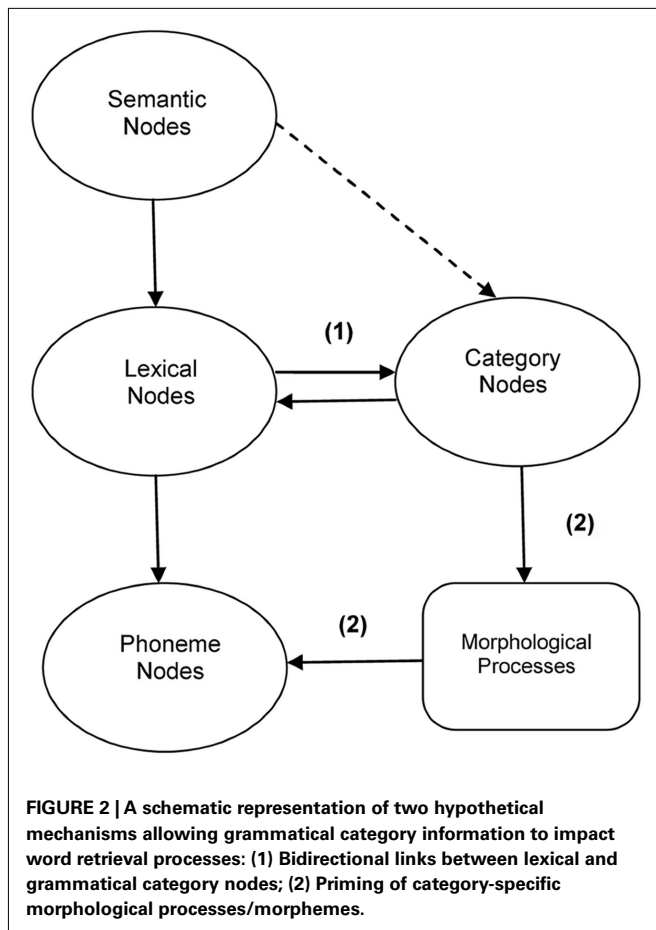 Semantic
Nodes
(1)
Lexical
Nodes
Category
Nodes
(2)
Phoneme
Nodes
(2)
Morphological
Processes
FIGURE 2 | A schematic representation of two hypothetical
mechanisms allowing grammatical category information to impact
word retrieval processes: (1) Bidirectional links between lexical and
grammatical category nodes; (2) Priming of category-specific
morphological processes/morphemes.